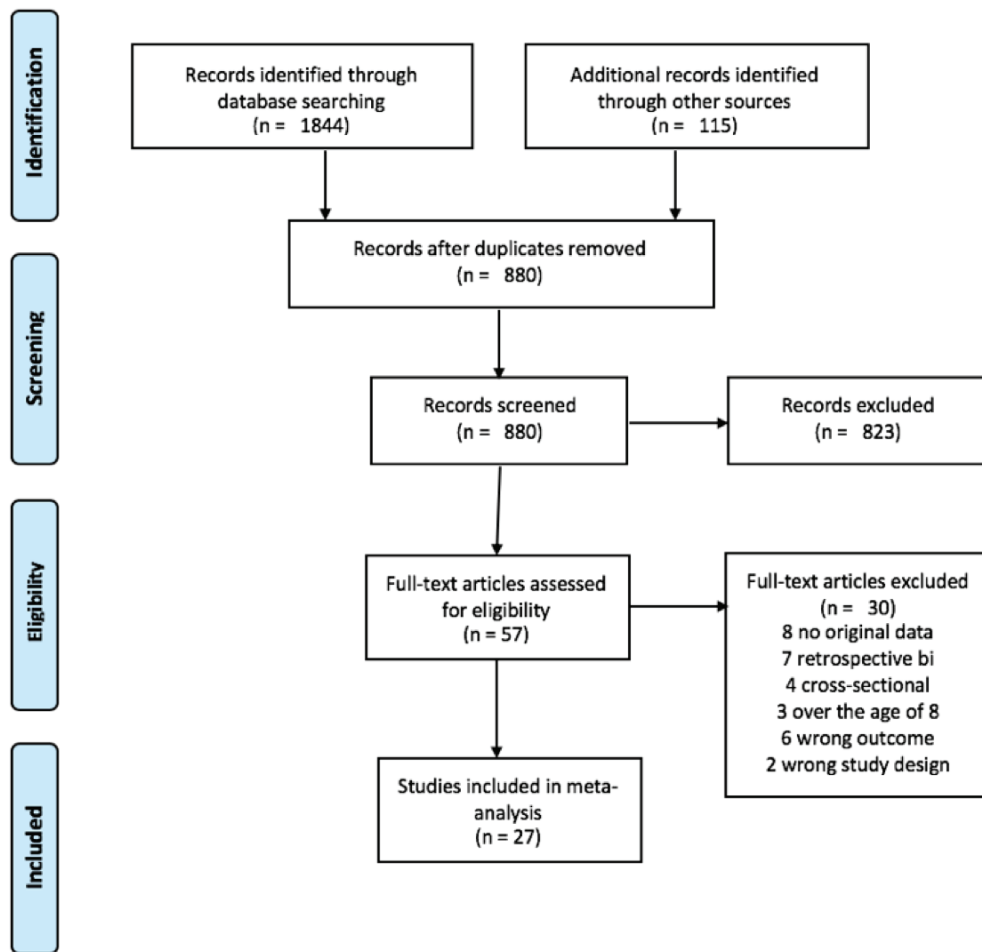 Identification
Records identified through
database searching
(n = 1844)
Additional records identified
through other sources
(n = 115)
Records after duplicates removed
(n = 880)
Screening
Records screened
(n = 880)
Records excluded
(n = 823)
Eligibility
Full-text articles assessed
for eligibility
(n = 57)
Full-text articles excluded
(n = 30)
8 no original data
7 retrospective bi
4 cross-sectional
3 over the age of 8
6 wrong outcome
2 wrong study design
Included
Studies included in meta-
analysis
(n = 27)